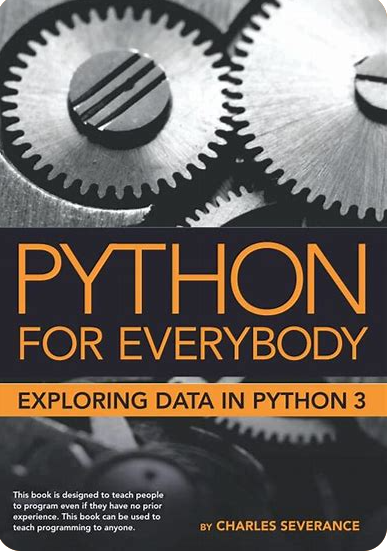 PYTHON
FOR EVERYBODY
EXPLORING DATA IN PYTHON 3
This book is designed to teach people
to program even if they have no prior
experience. This book can be used to
teach programming to anyone.
BY CHARLES SEVERANCE